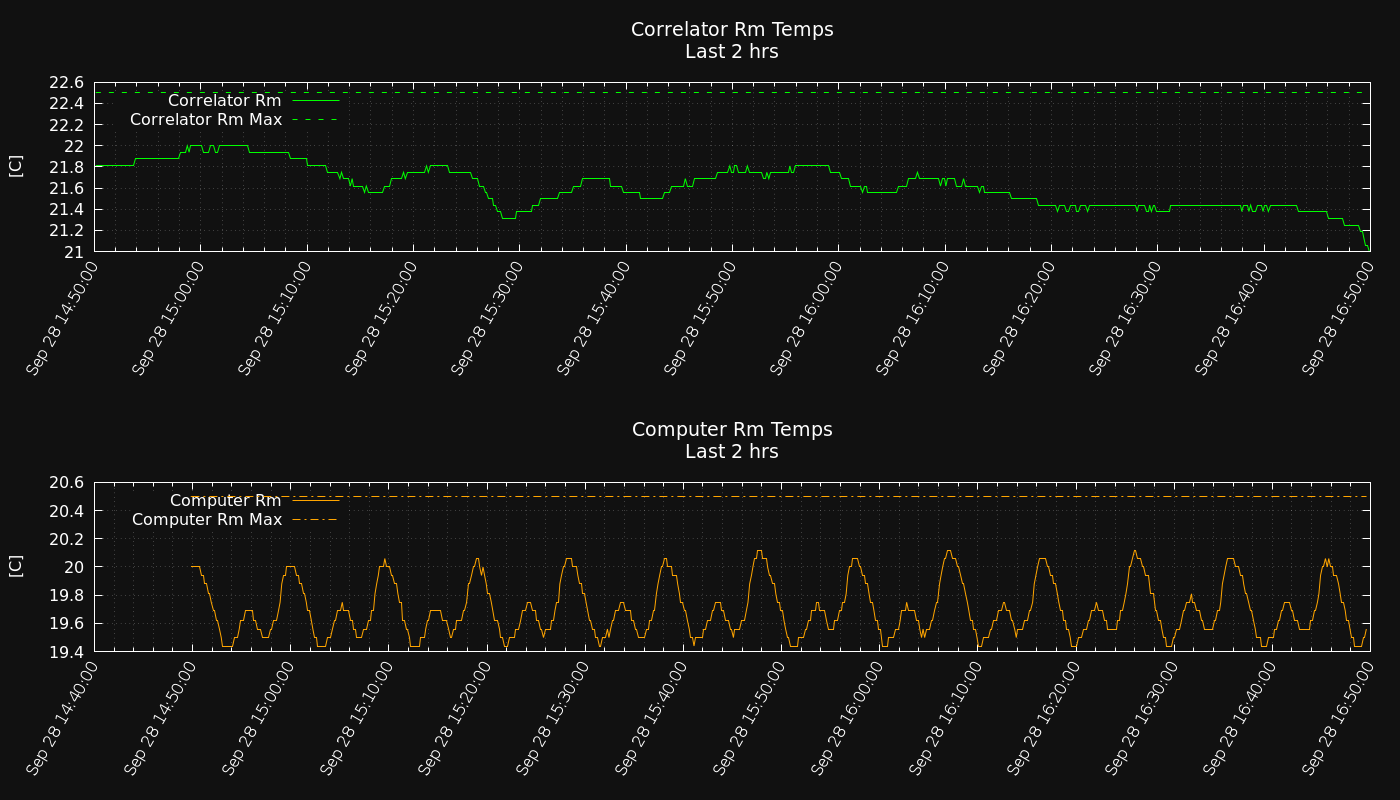 Correlator Rm Temps
Last 2 hrs
22.6
22.4
22.2
22
21.8
21.6
21.4
21.2
21
[C]
Correlator Rm
Correlator Rm Max
Sep 28 14:50:00
Sep 28 15:00:00
Sep 28 15:10:00
Sep 28 15:20:00
Sep 28 15:30:00
Sep 28 15:40:00
Sep 28 15:50:00
Sep 28 16:00:00
Sep 28 16:10:00
Sep 28 16:20:00
Sep 28 16:30:00
Sep 28 16:40:00
Sep 28 16:50:00
Computer Rm Temps
Last 2 hrs
20.6
20.4
20.2
20
19.8
19.6
19.4
[C]
Computer Rm
Computer Rm Max
Sep 28 14:40:00
Sep 28 14:50:00
Sep 28 15:00:00
Sep 28 15:10:00
Sep 28 15:20:00
Sep 28 15:30:00
Sep 28 15:40:00
Sep 28 15:50:00
Sep 28 16:00:00
Sep 28 16:10:00
Sep 28 16:20:00
Sep 28 16:30:00
Sep 28 16:40:00
Sep 28 16:50:00